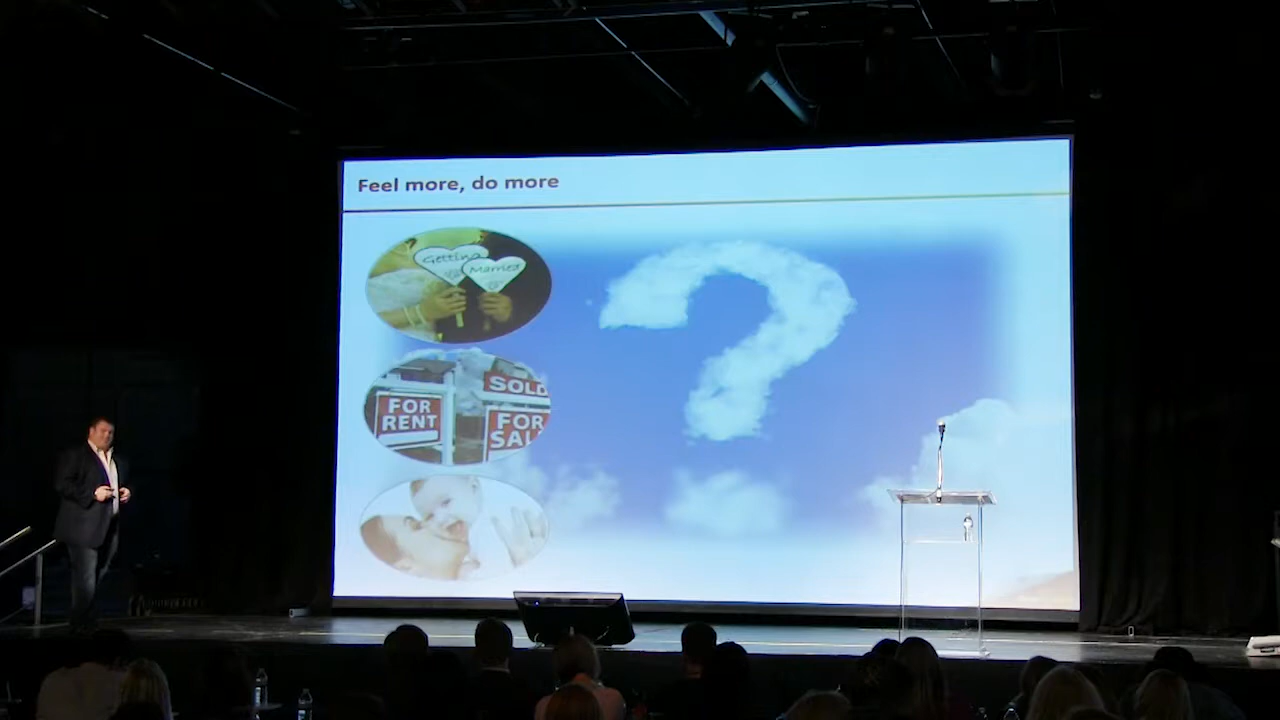 Feel more, do more
Getting
Married
SOLD
FOR
RENT
FOR
SAL